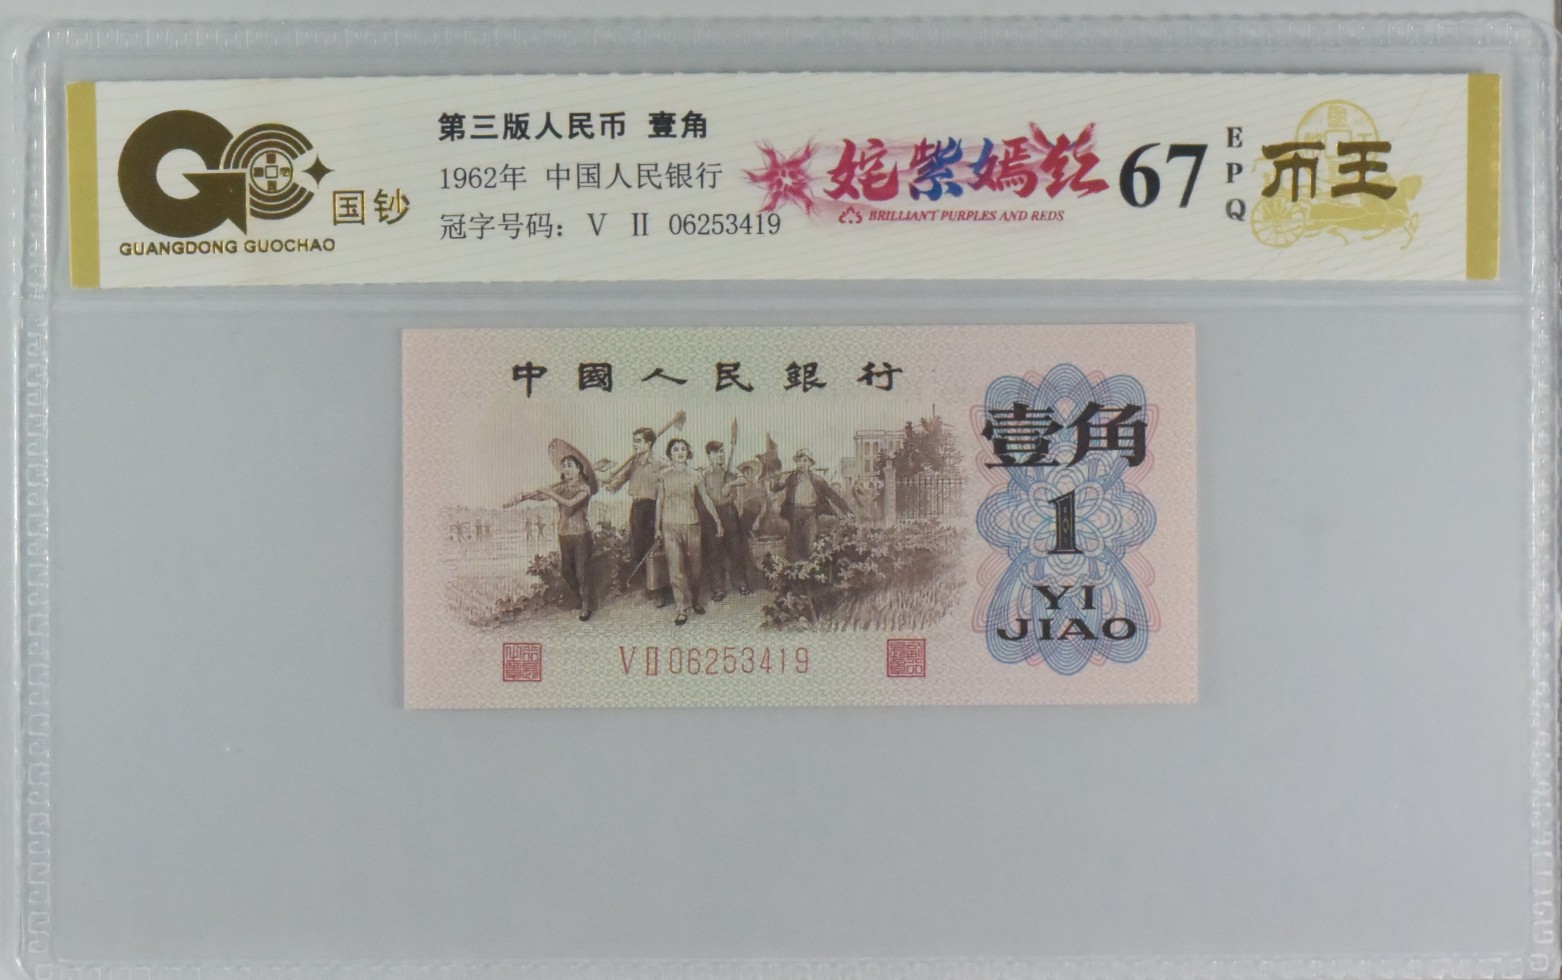 国钞
GUANGDONG GUOCHAO
第三版人民币 壹角
1962年 中国人民银行
冠字号码: V Ⅱ 06253419
姹紫嫣红
BRILLIANT PURPLES AND REDS
67
EPQ
币王
中國人民銀行
壹角
1
YI
JIAO
VⅡ06253419